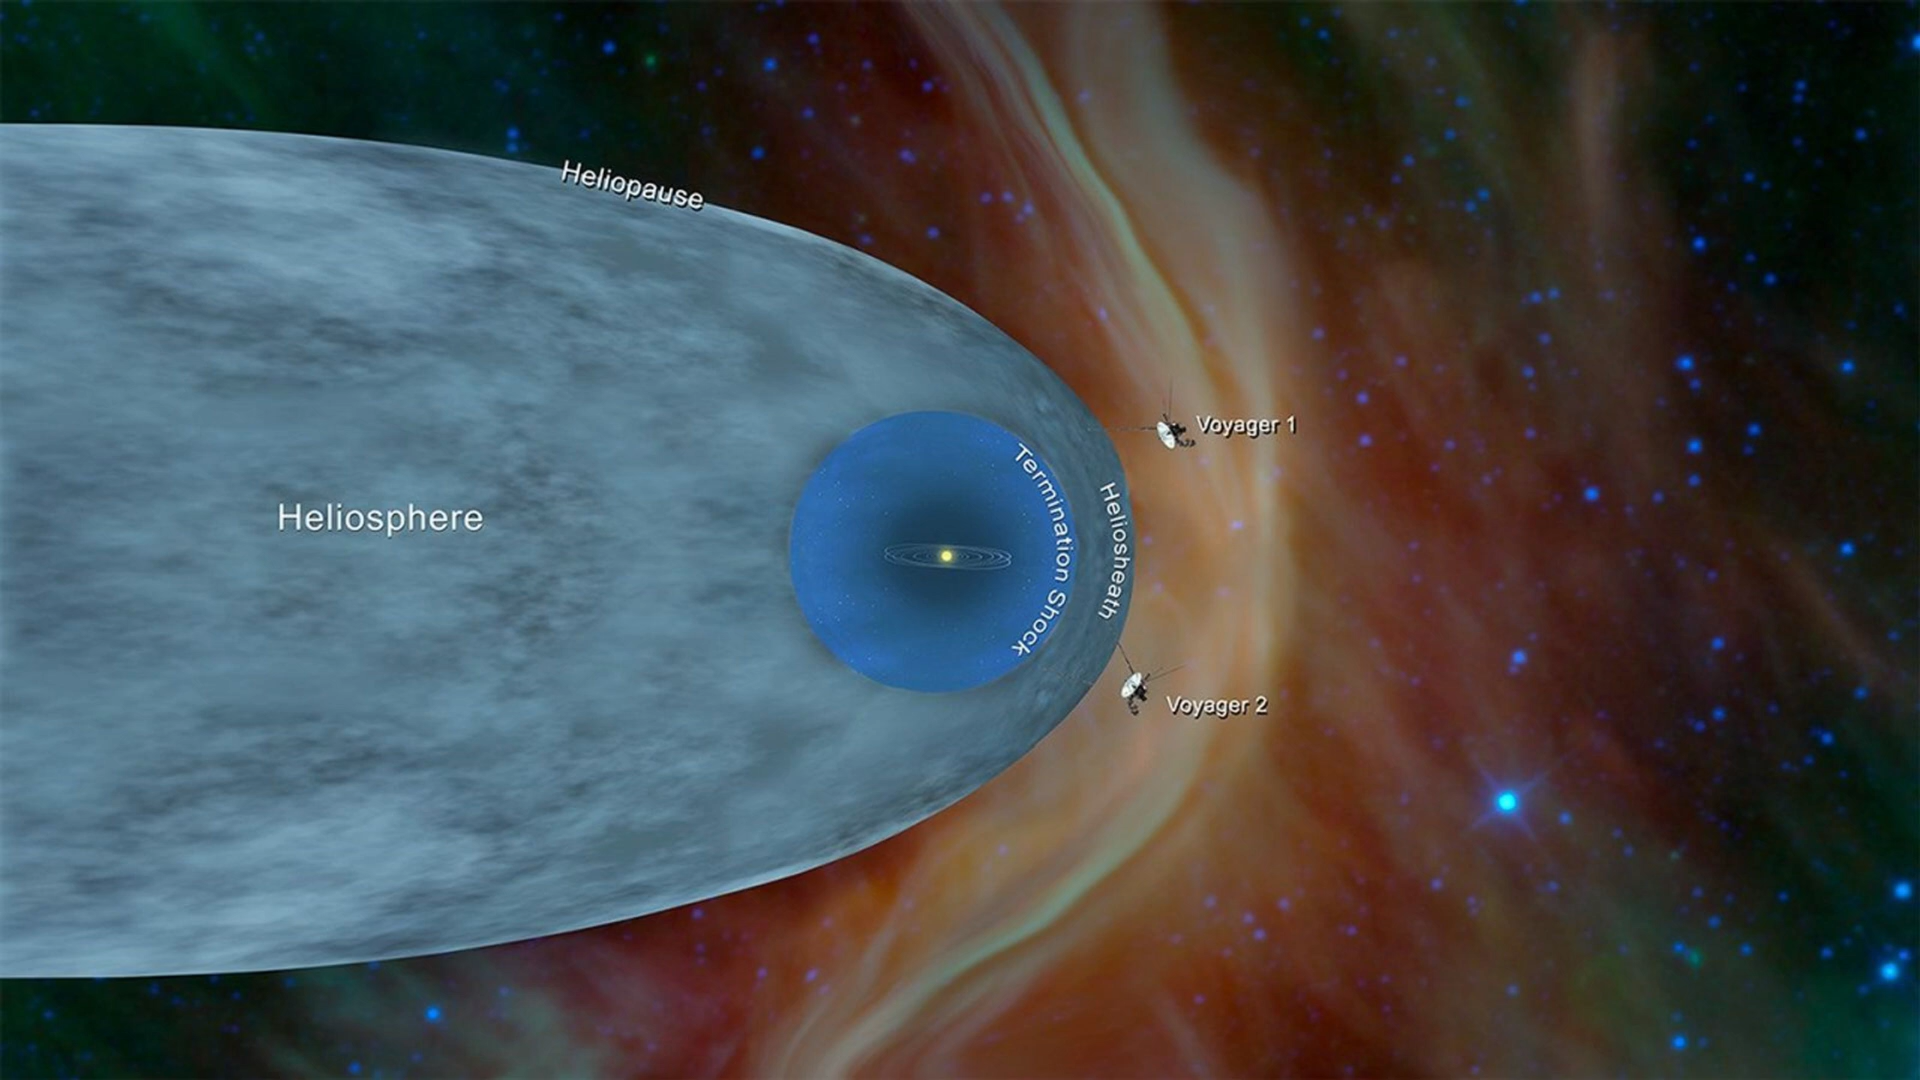 Heliopause
Voyager 1
Termination Shock
Heliosheath
Heliosphere
Voyager 2